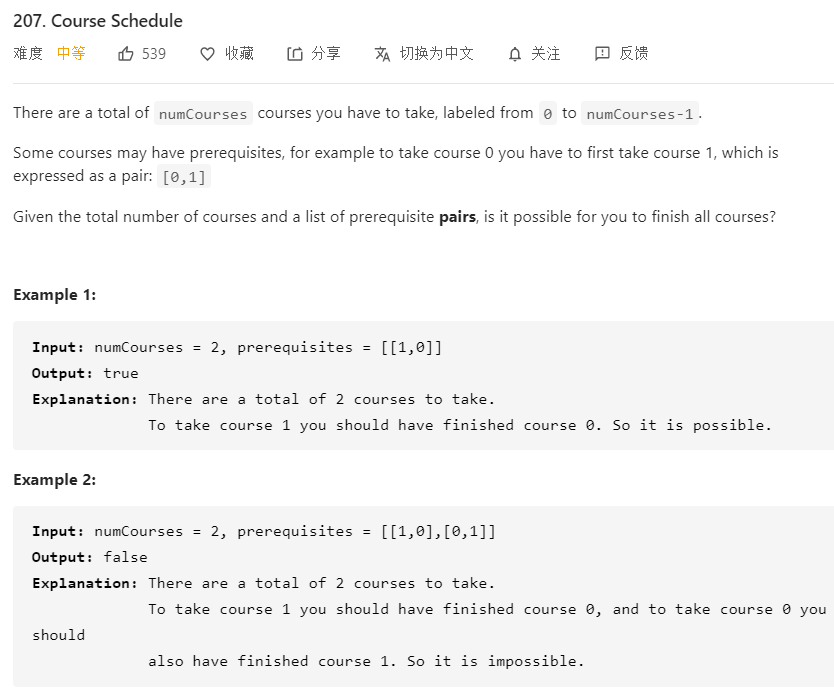 207. Course Schedule
难度 中等 539 收藏 分享 切换为中文 关注 反馈
There are a total of numCourses courses you have to take, labeled from 0 to numCourses-1.
Some courses may have prerequisites, for example to take course 0 you have to first take course 1, which is
expressed as a pair: [0,1]
Given the total number of courses and a list of prerequisite pairs, is it possible for you to finish all courses?
Example 1:
Input: numCourses = 2, prerequisites = [[1,0]]
Output: true
Explanation: There are a total of 2 courses to take.
To take course 1 you should have finished course 0. So it is possible.
Example 2:
Input: numCourses = 2, prerequisites = [[1,0],[0,1]]
Output: false
Explanation: There are a total of 2 courses to take.
To take course 1 you should have finished course 0, and to take course 0 you
should
also have finished course 1. So it is impossible.